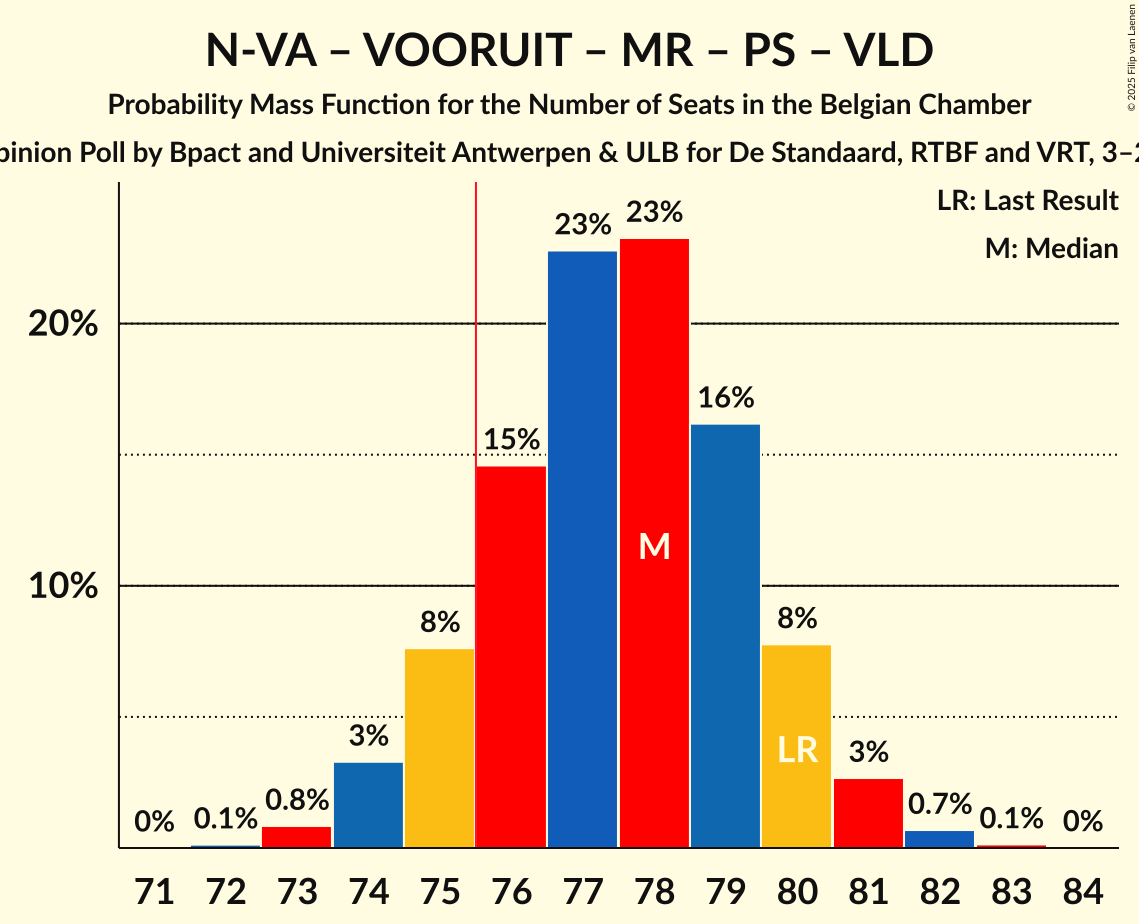 N-VA – VOORUIT – MR – PS – VLD
Probability Mass Function for the Number of Seats in the Belgian Chamber
Poll by Bpact and Universiteit Antwerpen & ULB for De Standaard, RTBF and VRT,
© 2025 Filip van Laenen
LR: Last Result
M: Median
20%
10%
0%
0.1%
0.8%
3%
8%
15%
23%
23%
16%
8%
3%
0.7%
0.1%
0%
M
LR
71 72 73 74 75 76 77 78 79 80 81 82 83 84